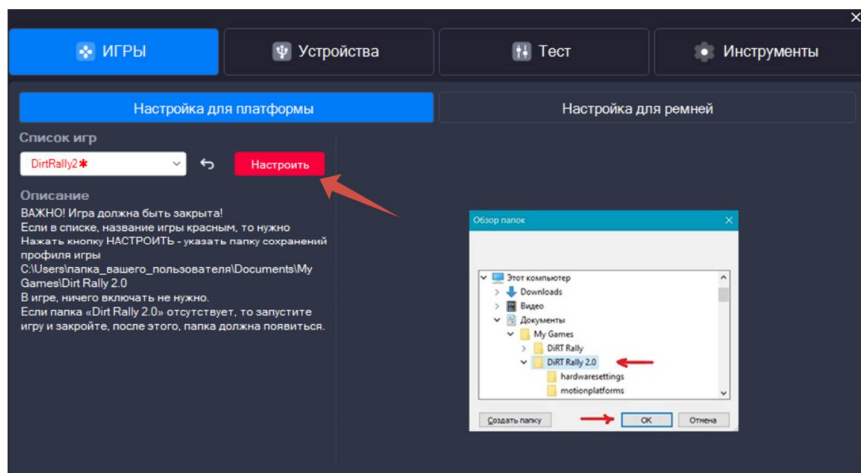 ИГРЫ
Устройства
Тест
Инструменты
Настройка для платформы
Настройка для ремней
Список игр
DirtRally2*
Настроить
Описание
ВАЖНО! Игра должна быть закрыта!
Если в списке, название игры красным, то нужно
Нажать кнопку НАСТРОИТЬ - указать папку сохранений
профиля игры
C:\Users\папка_вашего_пользователя\Documents\My
Games\Dirt Rally 2.0
В игре, ничего включать не нужно.
Если папка «Dirt Rally 2.0» отсутствует, то запустите
игру и закройте, после этого, папка должна появиться.
Обзор папок
Этот компьютер
Downloads
Видео
Документы
My Games
DiRT Rally
DiRT Rally 2.0
hardwaresettings
motionplatforms
Создать папку
OK
Отмена